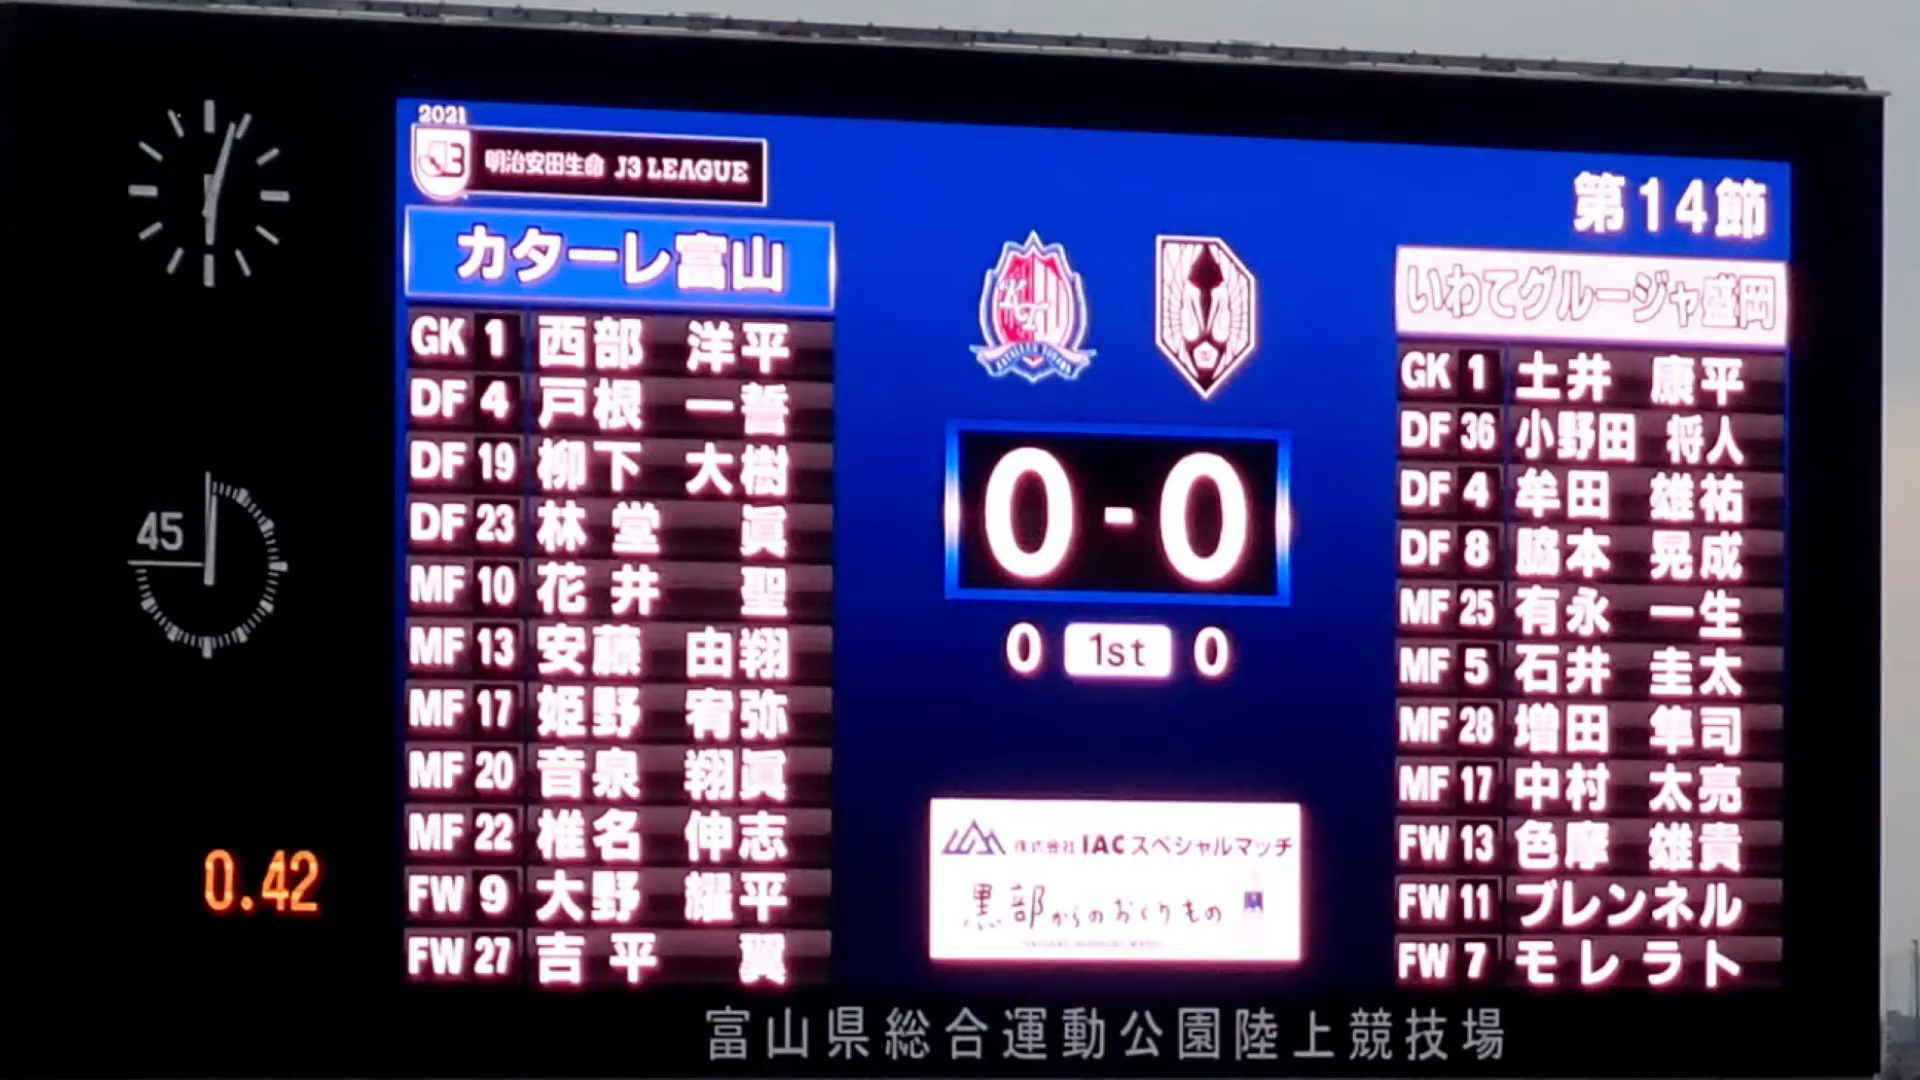 2021
明治安田生命 J3 LEAGUE
第14節
カターレ富山
いわてグルージャ盛岡
GK 1 西部 洋平
DF 4 戸根 一誓
DF 19 柳下 大樹
DF 23 林堂 眞
MF 10 花井 聖
MF 13 安藤 由翔
MF 17 姫野 宥弥
MF 20 音泉 翔眞
MF 22 椎名 伸志
FW 9 大野 耀平
FW 27 吉平 翼
0 - 0
0 1st 0
株式会社 IACスペシャルマッチ
黒部からのおくりもの
GK 1 土井 康平
DF 36 小野田 将人
DF 4 牟田 雄祐
DF 8 脇本 晃成
MF 25 有永 一生
MF 5 石井 圭太
MF 28 増田 隼司
MF 17 中村 太亮
FW 13 色摩 雄貴
FW 11 ブレンネル
FW 7 モレラト
45
0.42
富山県総合運動公園陸上競技場